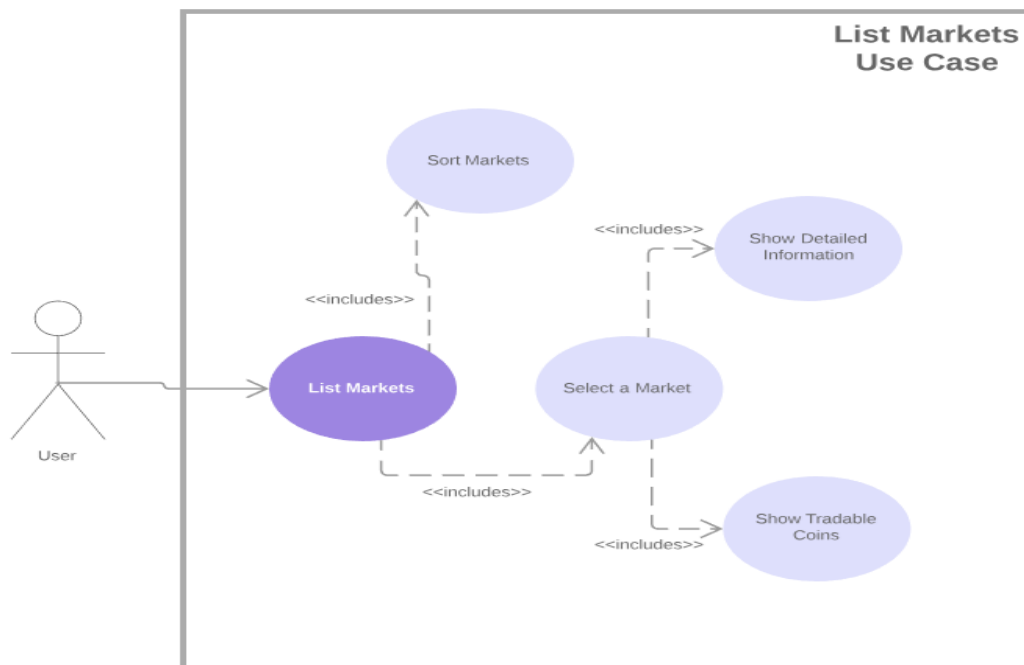 List Markets
Use Case
Sort Markets
<<includes>>
Show Detailed
Information
<<includes>>
List Markets
Select a Market
User
<<includes>>
Show Tradable
Coins
<<includes>>